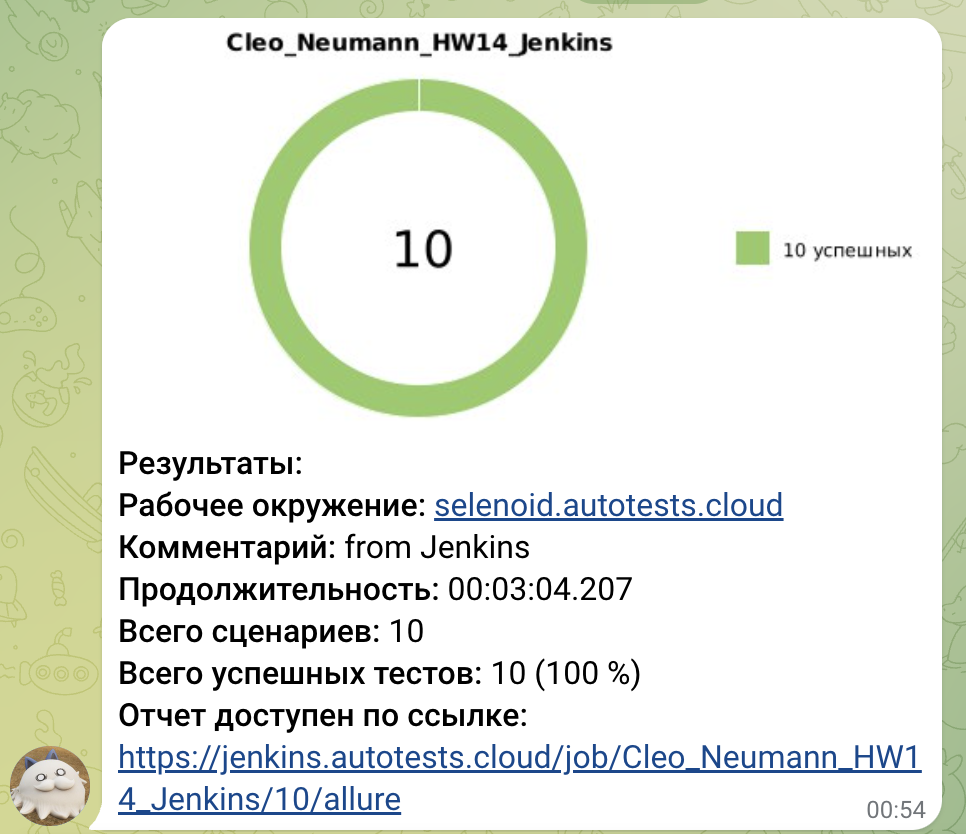 Cleo_Neumann_HW14_Jenkins
10
10 успешных
Результаты:
Рабочее окружение: selenoid.autotests.cloud
Комментарий: from Jenkins
Продолжительность: 00:03:04.207
Всего сценариев: 10
Всего успешных тестов: 10 (100 %)
Отчет доступен по ссылке:
https://jenkins.autotests.cloud/job/Cleo_Neumann_HW1
4_Jenkins/10/allure
00:54